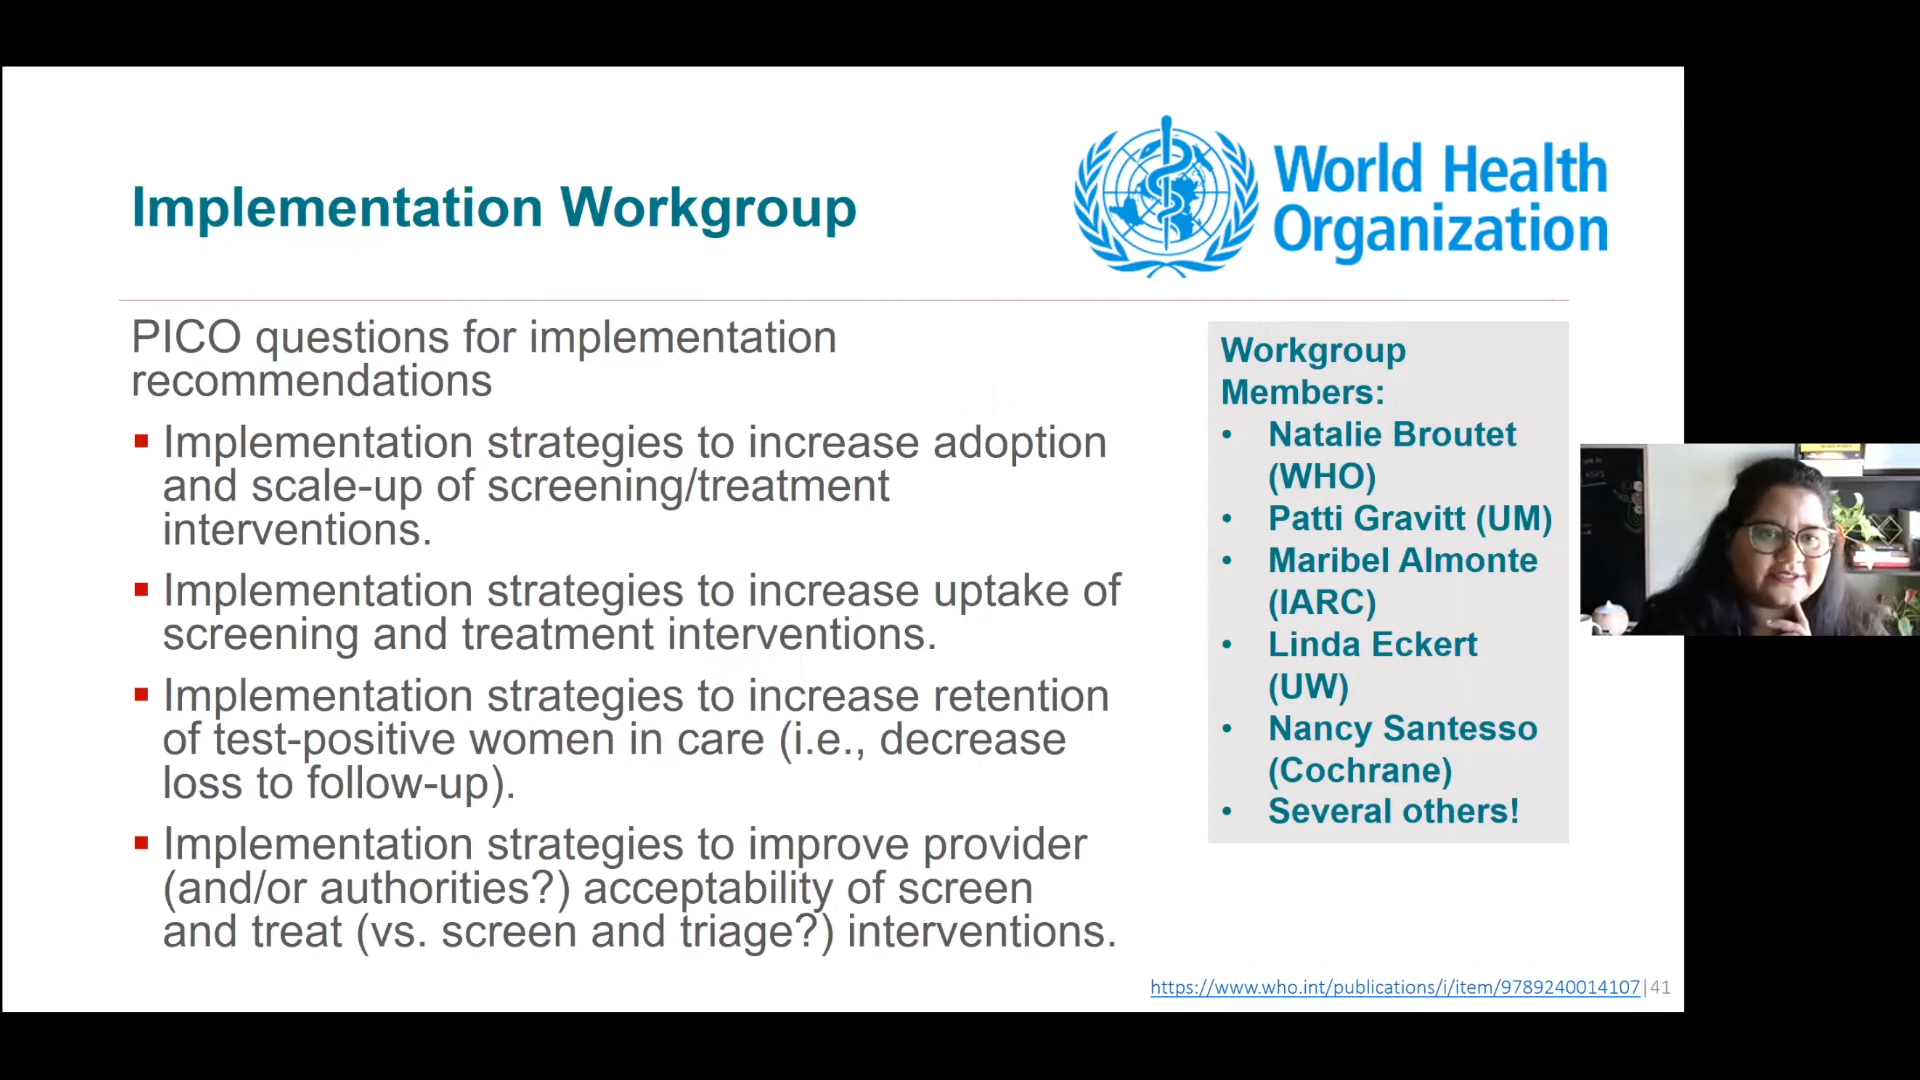 Implementation Workgroup
World Health
Organization
PICO questions for implementation
recommendations
▪ Implementation strategies to increase adoption
and scale-up of screening/treatment
interventions.
▪ Implementation strategies to increase uptake of
screening and treatment interventions.
▪ Implementation strategies to increase retention
of test-positive women in care (i.e., decrease
loss to follow-up).
▪ Implementation strategies to improve provider
(and/or authorities?) acceptability of screen
and treat (vs. screen and triage?) interventions.
Workgroup
Members:
• Natalie Broutet
(WHO)
• Patti Gravitt (UM)
• Maribel Almonte
(IARC)
• Linda Eckert
(UW)
• Nancy Santesso
(Cochrane)
• Several others!
https://www.who.int/publications/i/item/9789240014107|41